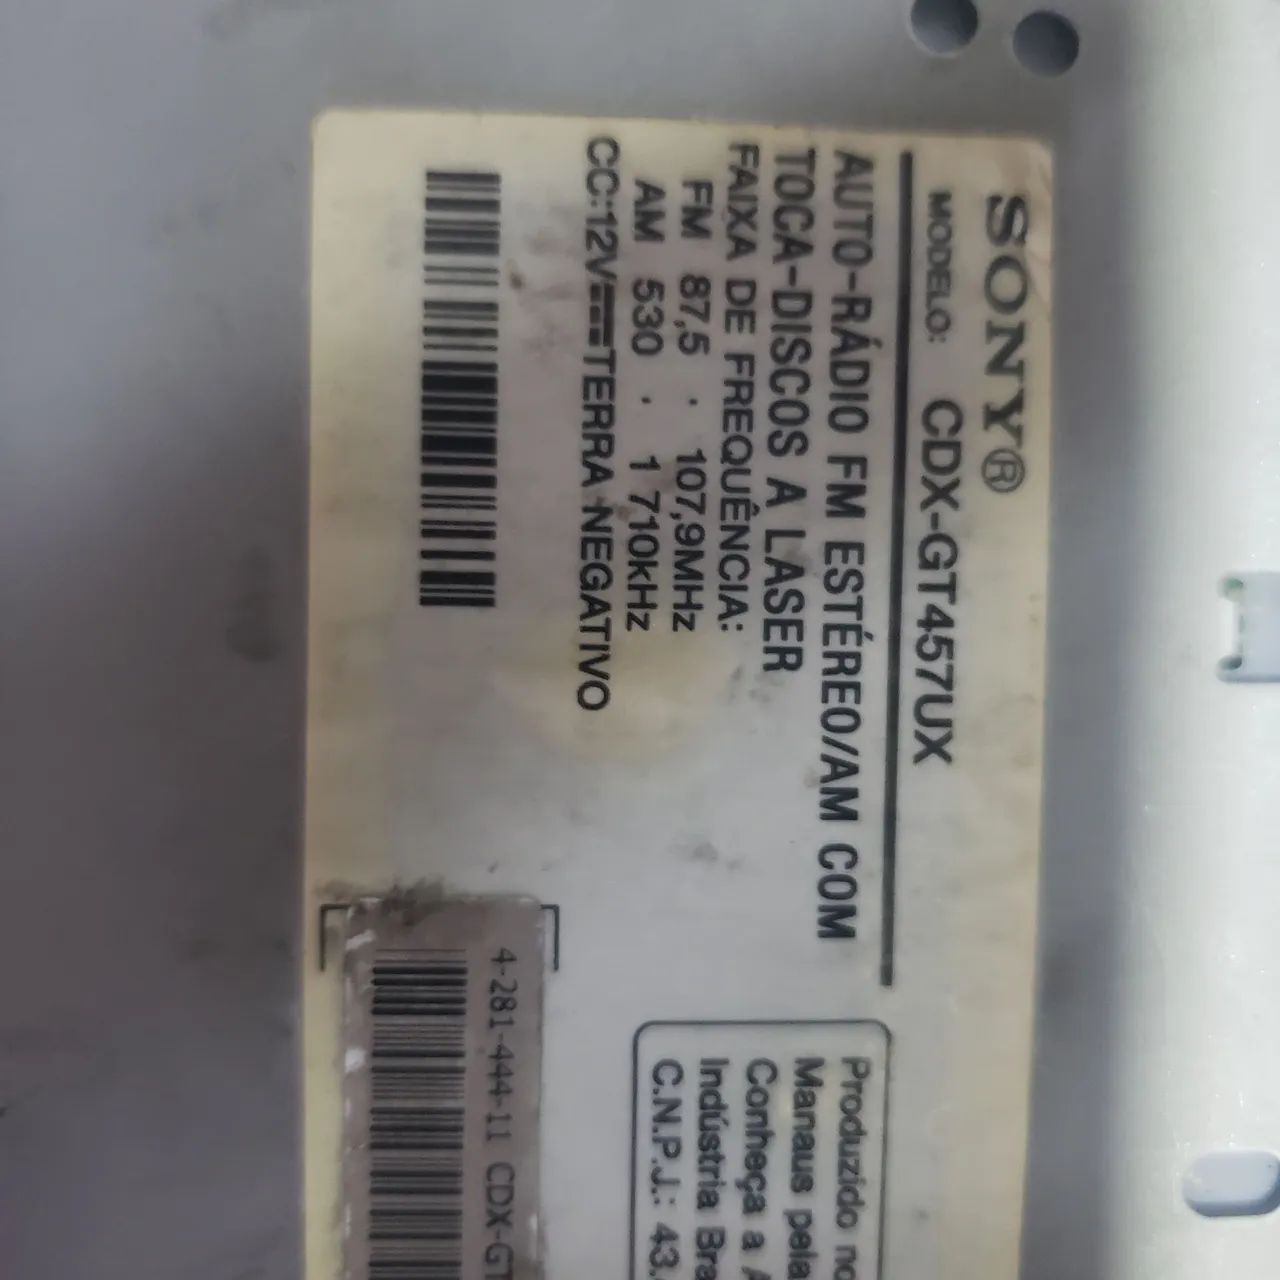 SONY®
MODELO: CDX-GT457UX
AUTO-RÁDIO FM ESTÉREO/AM COM
TOCA-DISCOS A LASER
FAIXA DE FREQUÊNCIA:
FM 87,5 . 107,9MHz
AM 530 . 1 710kHz
CC:12V⎓TERRA NEGATIVO
Produzido no
Manaus pela
Conheça a A
Indústria Bra
C.N.P.J.: 43.
4-281-444-11 CDX-GT